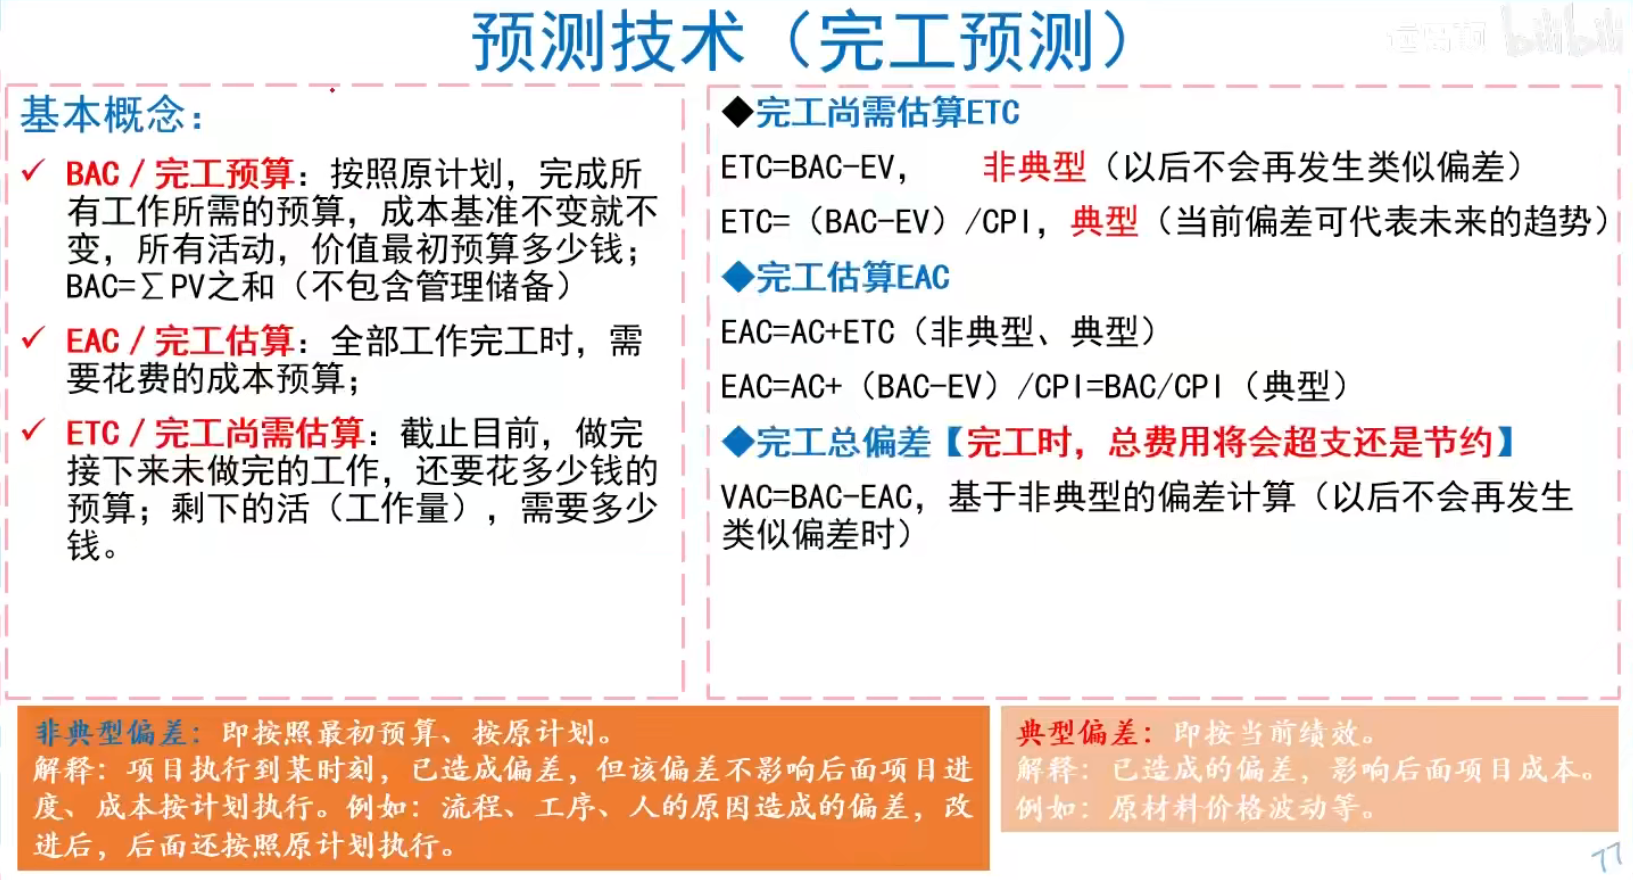 预测技术（完工预测）
bilibili
基本概念：
✓ BAC / 完工预算：按照原计划，完成所
有工作所需的预算，成本基准不变就不
变，所有活动，价值最初预算多少钱；
BAC=∑PV之和（不包含管理储备）
✓ EAC / 完工估算：全部工作完工时，需
要花费的成本预算；
✓ ETC / 完工尚需估算：截止目前，做完
接下来未做完的工作，还要花多少钱的
预算；剩下的活（工作量），需要多少
钱。
◆完工尚需估算ETC
ETC=BAC-EV， 非典型（以后不会再发生类似偏差）
ETC=（BAC-EV）/CPI，典型（当前偏差可代表未来的趋势）
◆完工估算EAC
EAC=AC+ETC（非典型、典型）
EAC=AC+（BAC-EV）/CPI=BAC/CPI（典型）
◆完工总偏差【完工时，总费用将会超支还是节约】
VAC=BAC-EAC，基于非典型的偏差计算（以后不会再发生
类似偏差时）
非典型偏差：即按照最初预算、按原计划。
解释：项目执行到某时刻，已造成偏差，但该偏差不影响后面项目进
度、成本按计划执行。例如：流程、工序、人的原因造成的偏差，改
进后，后面还按照原计划执行。
典型偏差：即按当前绩效。
解释：已造成的偏差，影响后面项目成本。
例如：原材料价格波动等。
77